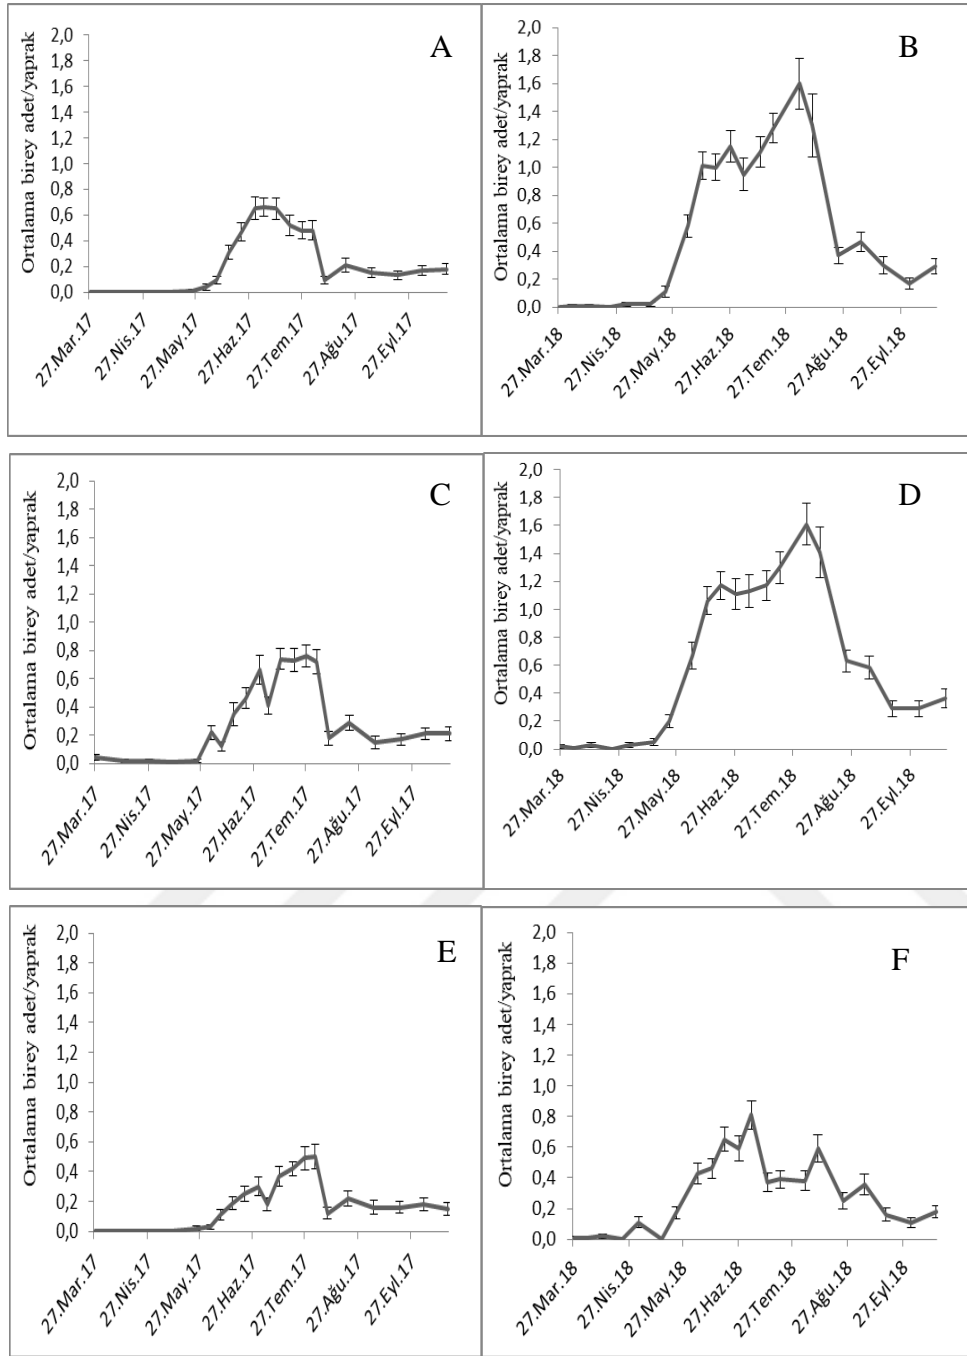 A
Ortalama birey adet/yaprak
2,0
1,8
1,6
1,4
1,2
1,0
0,8
0,6
0,4
0,2
0,0
27.Mar.17
27.Nis.17
27.May.17
27.Haz.17
27.Tem.17
27.Ağu.17
27.Eyl.17
B
Ortalama birey adet/yaprak
2,0
1,8
1,6
1,4
1,2
1,0
0,8
0,6
0,4
0,2
0,0
27.Mar.18
27.Nis.18
27.May.18
27.Haz.18
27.Tem.18
27.Ağu.18
27.Eyl.18
C
Ortalama birey adet/yaprak
2,0
1,8
1,6
1,4
1,2
1,0
0,8
0,6
0,4
0,2
0,0
27.Mar.17
27.Nis.17
27.May.17
27.Haz.17
27.Tem.17
27.Ağu.17
27.Eyl.17
D
Ortalama birey adet/yaprak
2,0
1,8
1,6
1,4
1,2
1,0
0,8
0,6
0,4
0,2
0,0
27.Mar.18
27.Nis.18
27.May.18
27.Haz.18
27.Tem.18
27.Ağu.18
27.Eyl.18
E
Ortalama birey adet/yaprak
2,0
1,8
1,6
1,4
1,2
1,0
0,8
0,6
0,4
0,2
0,0
27.Mar.17
27.Nis.17
27.May.17
27.Haz.17
27.Tem.17
27.Ağu.17
27.Eyl.17
F
Ortalama birey adet/yaprak
2,0
1,8
1,6
1,4
1,2
1,0
0,8
0,6
0,4
0,2
0,0
27.Mar.18
27.Nis.18
27.May.18
27.Haz.18
27.Tem.18
27.Ağu.18
27.Eyl.18